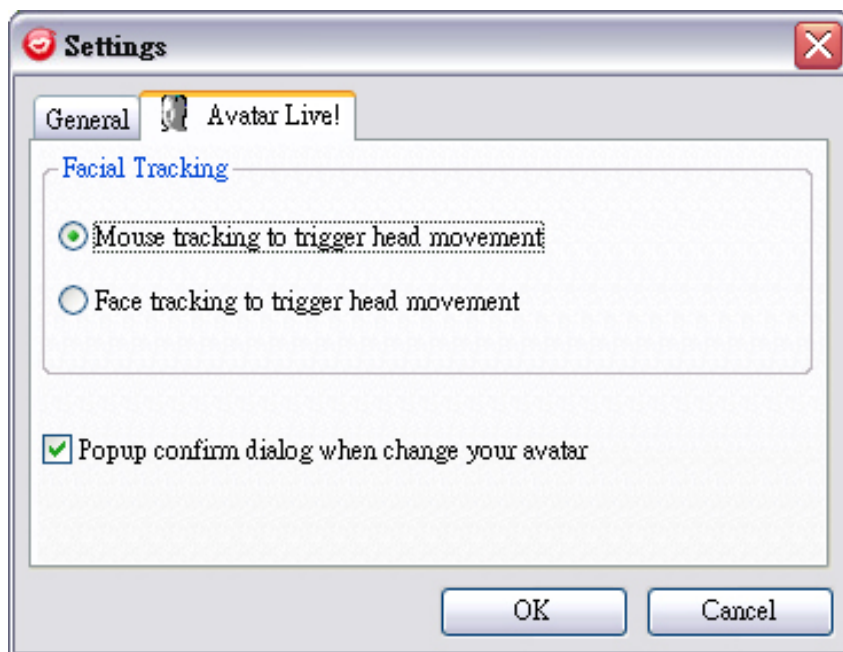 Settings
General
Avatar Live!
Facial Tracking
Mouse tracking to trigger head movement
Face tracking to trigger head movement
Popup confirm dialog when change your avatar
OK
Cancel